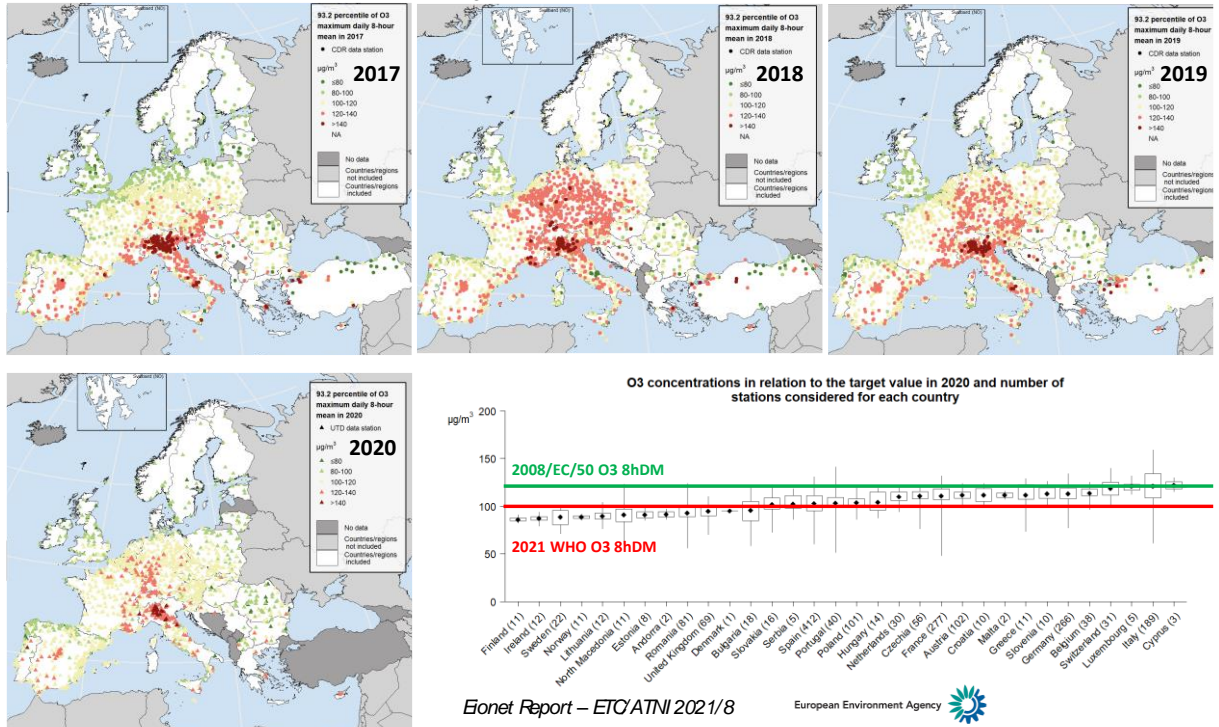 Svalbard (NO)
93.2 percentile of O3
maximum daily 8-hour
mean in 2017
CDR data station
µg/m³
2017
≤80
80-100
100-120
120-140
>140
NA
No data
Countries/regions
not included
Countries/regions
included
Svalbard (NO)
93.2 percentile of O3
maximum daily 8-hour
mean in 2018
CDR data station
µg/m³
2018
≤80
80-100
100-120
120-140
>140
NA
No data
Countries/regions
not included
Countries/regions
included
Svalbard (NO)
93.2 percentile of O3
maximum daily 8-hour
mean in 2019
CDR data station
µg/m³
2019
≤80
80-100
100-120
120-140
>140
NA
No data
Countries/regions
not included
Countries/regions
included
Svalbard (NO)
93.2 percentile of O3
maximum daily 8-hour
mean in 2020
UTD data station
µg/m³
2020
≤80
80-100
100-120
120-140
>140
No data
Countries/regions
not included
Countries/regions
included
O3 concentrations in relation to the target value in 2020 and number of
stations considered for each country
µg/m³
200
150
100
50
0
2008/EC/50 O3 8hDM
2021 WHO O3 8hDM
Finland (11)
Ireland (12)
Sweden (22)
Norway (11)
Lithuania (12)
North Macedonia (11)
Estonia (8)
Andorra (2)
Romania (81)
United Kingdom (69)
Denmark (1)
Bulgaria (18)
Slovakia (16)
Serbia (5)
Spain (412)
Portugal (40)
Poland (101)
Hungary (14)
Netherlands (30)
Czechia (56)
France (277)
Austria (102)
Croatia (10)
Malta (2)
Greece (11)
Slovenia (10)
Germany (266)
Belgium (38)
Switzerland (31)
Luxembourg (5)
Italy (189)
Cyprus (3)
Eionet Report – ETC/ATNI 2021/8
European Environment Agency